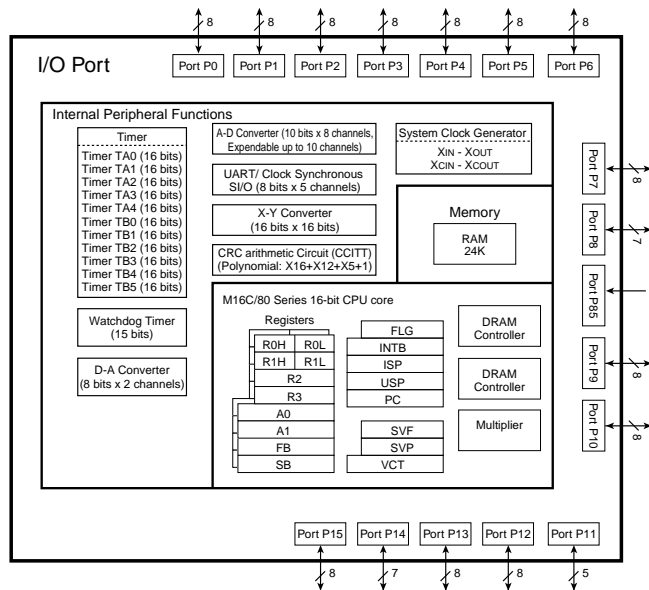 8 8 8 8 8 8 8
I/O Port
Port P0 Port P1 Port P2 Port P3 Port P4 Port P5 Port P6
Internal Peripheral Functions
Timer
Timer TA0 (16 bits)
Timer TA1 (16 bits)
Timer TA2 (16 bits)
Timer TA3 (16 bits)
Timer TA4 (16 bits)
Timer TB0 (16 bits)
Timer TB1 (16 bits)
Timer TB2 (16 bits)
Timer TB3 (16 bits)
Timer TB4 (16 bits)
Timer TB5 (16 bits)
Watchdog Timer
(15 bits)
D-A Converter
(8 bits x 2 channels)
A-D Converter (10 bits x 8 channels,
Expendable up to 10 channels)
UART/ Clock Synchronous
SI/O (8 bits x 5 channels)
X-Y Converter
(16 bits x 16 bits)
CRC arithmetic Circuit (CCITT)
(Polynomial: X16+X12+X5+1)
System Clock Generator
XIN - XOUT
XCIN - XCOUT
Memory
RAM
24K
M16C/80 Series 16-bit CPU core
Registers
R0H R0L
R1H R1L
R2
R3
A0
A1
FB
SB
FLG
INTB
ISP
USP
PC
SVF
SVP
VCT
DRAM
Controller
DRAM
Controller
Multiplier
Port P7
8
Port P8
7
Port P85
Port P9
8
Port P10
8
Port P15 Port P14 Port P13 Port P12 Port P11
8 7 8 8 5